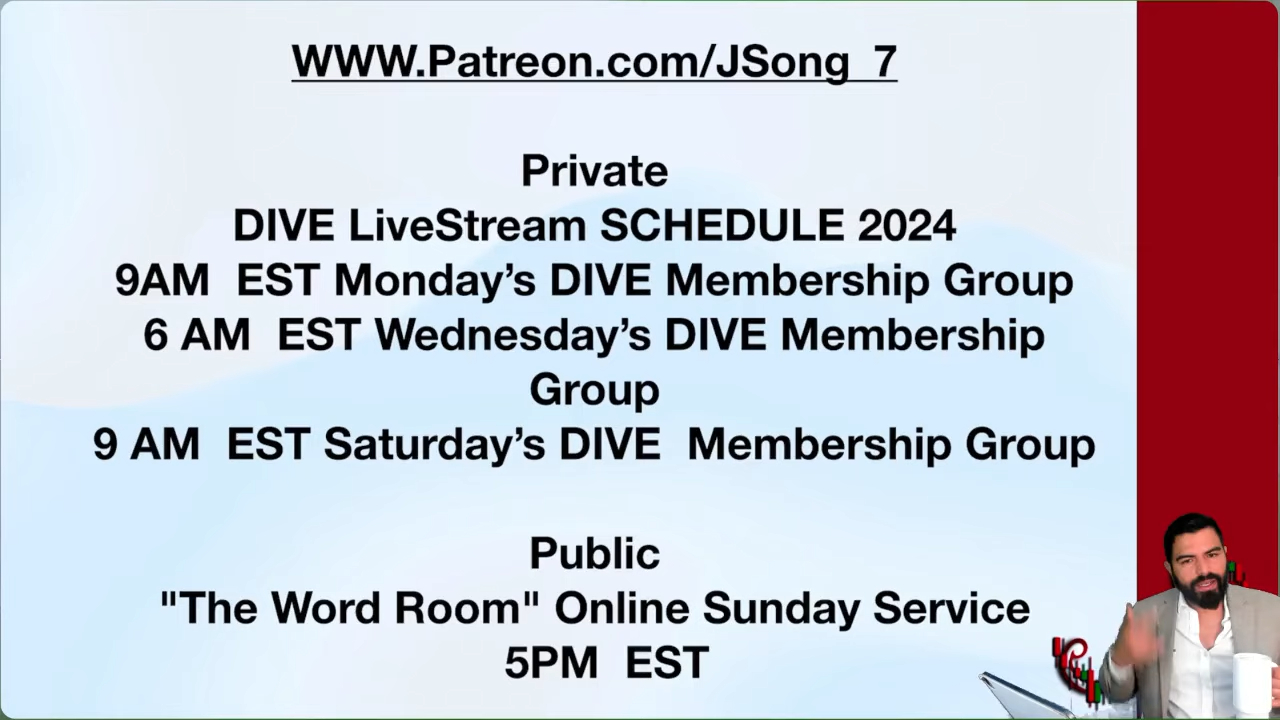 WWW.Patreon.com/JSong_7
Private
DIVE LiveStream SCHEDULE 2024
9AM EST Monday’s DIVE Membership Group
6 AM EST Wednesday’s DIVE Membership
Group
9 AM EST Saturday’s DIVE Membership Group
Public
"The Word Room" Online Sunday Service
5PM EST